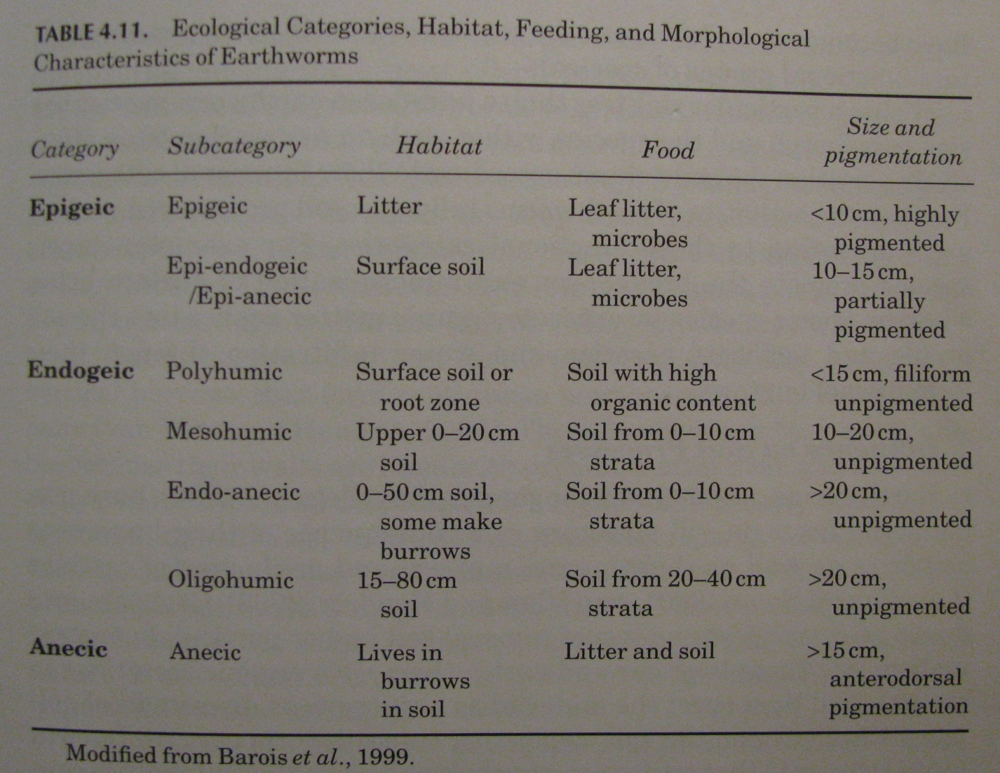 TABLE 4.11. Ecological Categories, Habitat, Feeding, and Morphological
Characteristics of Earthworms
Category Subcategory Habitat Food Size and pigmentation
Epigeic Epigeic Litter Leaf litter, <10 cm, highly
microbes pigmented
Epi-endogeic Surface soil Leaf litter, 10–15 cm,
/Epi-anecic microbes partially
pigmented
Endogeic Polyhumic Surface soil or Soil with high <15 cm, filiform
root zone organic content unpigmented
Mesohumic Upper 0–20 cm Soil from 0–10 cm 10–20 cm,
soil strata unpigmented
Endo-anecic 0–50 cm soil, Soil from 0–10 cm >20 cm,
some make strata unpigmented
burrows
Oligohumic 15–80 cm Soil from 20–40 cm >20 cm,
soil strata unpigmented
Anecic Anecic Lives in Litter and soil >15 cm,
burrows anterodorsal
in soil pigmentation
Modified from Barois et al., 1999.